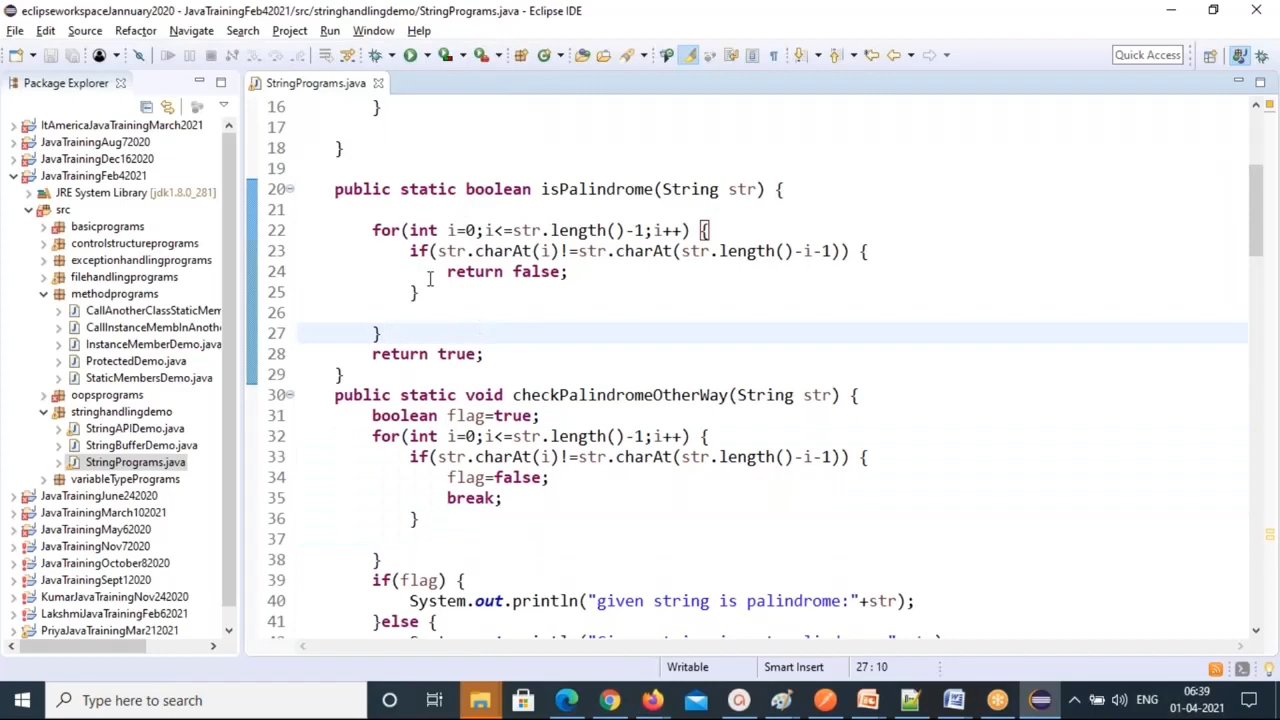 eclipseworkspaceJannuary2020 - JavaTrainingFeb42021/src/stringhandlingdemo/StringPrograms.java - Eclipse IDE
File Edit Source Refactor Navigate Search Project Run Window Help
Quick Access
Package Explorer
StringPrograms.java
ItAmericaJavaTrainingMarch2021
JavaTrainingAug72020
JavaTrainingDec162020
JavaTrainingFeb42021
JRE System Library [jdk1.8.0_281]
src
basicprograms
controlstructureprograms
exceptionhandlingprograms
filehandlingprograms
methodprograms
CallAnotherClassStaticMem
CallInstanceMembInAnoth
InstanceMemberDemo.java
ProtectedDemo.java
StaticMembersDemo.java
oopsprograms
stringhandlingdemo
StringAPIDemo.java
StringBufferDemo.java
StringPrograms.java
variableTypePrograms
JavaTrainingJune242020
JavaTrainingMarch102021
JavaTrainingMay62020
JavaTrainingNov72020
JavaTrainingOctober82020
JavaTrainingSept12020
KumarJavaTrainingNov242020
LakshmiJavaTrainingFeb62021
PriyaJavaTrainingMar212021
16 }
17
18 }
19
20 public static boolean isPalindrome(String str) {
21
22 for(int i=0;i<=str.length()-1;i++) {
23 if(str.charAt(i)!=str.charAt(str.length()-i-1)) {
24 return false;
25 }
26
27 }
28 return true;
29 }
30 public static void checkPalindromeOtherWay(String str) {
31 boolean flag=true;
32 for(int i=0;i<=str.length()-1;i++) {
33 if(str.charAt(i)!=str.charAt(str.length()-i-1)) {
34 flag=false;
35 break;
36 }
37
38 }
39 if(flag) {
40 System.out.println("given string is palindrome:"+str);
41 }else {
Writable Smart Insert 27 : 10
Type here to search
ENG
06:39
01-04-2021